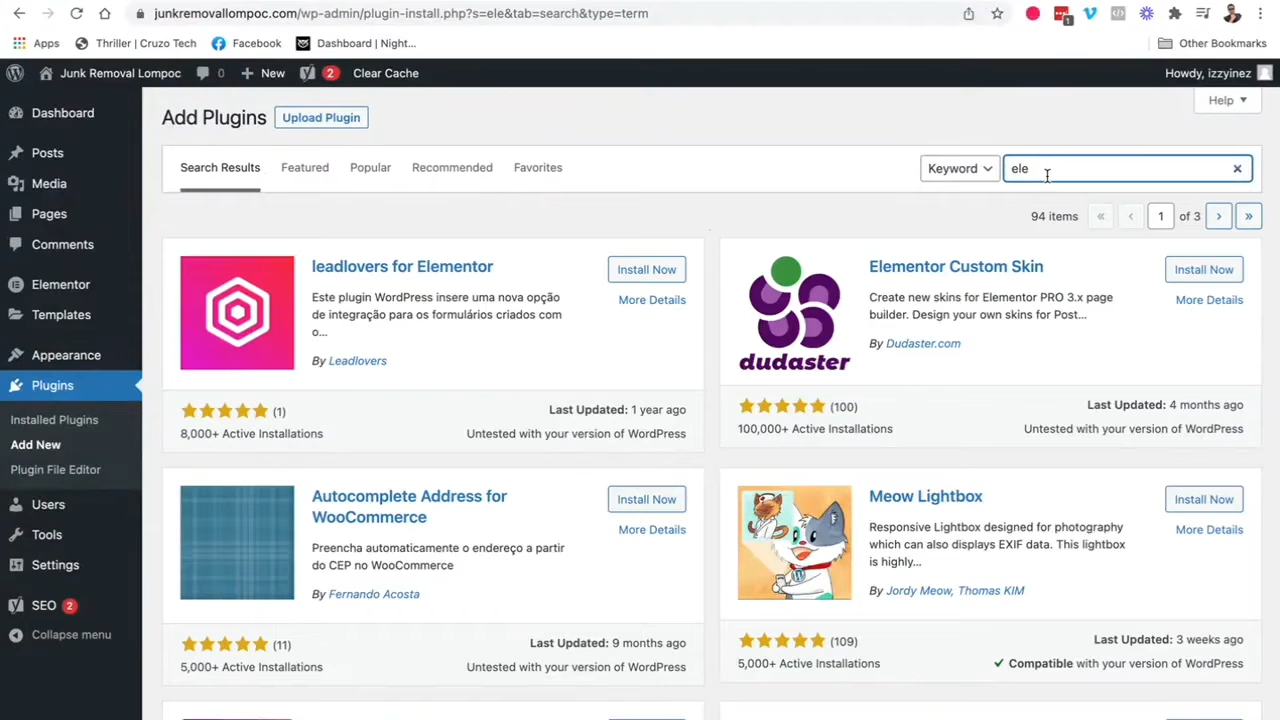 junkremovallompoc.com/wp-admin/plugin-install.php?s=ele&tab=search&type=term
1
Apps
Thriller | Cruzo Tech
Facebook
Dashboard | Night...
Other Bookmarks
Junk Removal Lompoc
0
New
2
Clear Cache
Howdy, izzyinez
Dashboard
Posts
Media
Pages
Comments
Elementor
Templates
Appearance
Plugins
Installed Plugins
Add New
Plugin File Editor
Users
Tools
Settings
SEO 2
Collapse menu
Add Plugins
Upload Plugin
Help
Search Results
Featured
Popular
Recommended
Favorites
Keyword
ele
94 items « ‹ 1 of 3 › »
leadlovers for Elementor
Install Now
More Details
Este plugin WordPress insere uma nova opção
de integração para os formulários criados com
o...
By Leadlovers
(1)
8,000+ Active Installations
Last Updated: 1 year ago
Untested with your version of WordPress
dudaster
Elementor Custom Skin
Install Now
More Details
Create new skins for Elementor PRO 3.x page
builder. Design your own skins for Post...
By Dudaster.com
(100)
100,000+ Active Installations
Last Updated: 4 months ago
Untested with your version of WordPress
Autocomplete Address for
WooCommerce
Install Now
More Details
Preencha automaticamente o endereço a partir
do CEP no WooCommerce
By Fernando Acosta
(11)
5,000+ Active Installations
Last Updated: 9 months ago
Untested with your version of WordPress
Meow Lightbox
Install Now
More Details
Responsive Lightbox designed for photography
which can also displays EXIF data. This lightbox
is highly...
By Jordy Meow, Thomas KIM
(109)
5,000+ Active Installations
Last Updated: 3 weeks ago
✓ Compatible with your version of WordPress